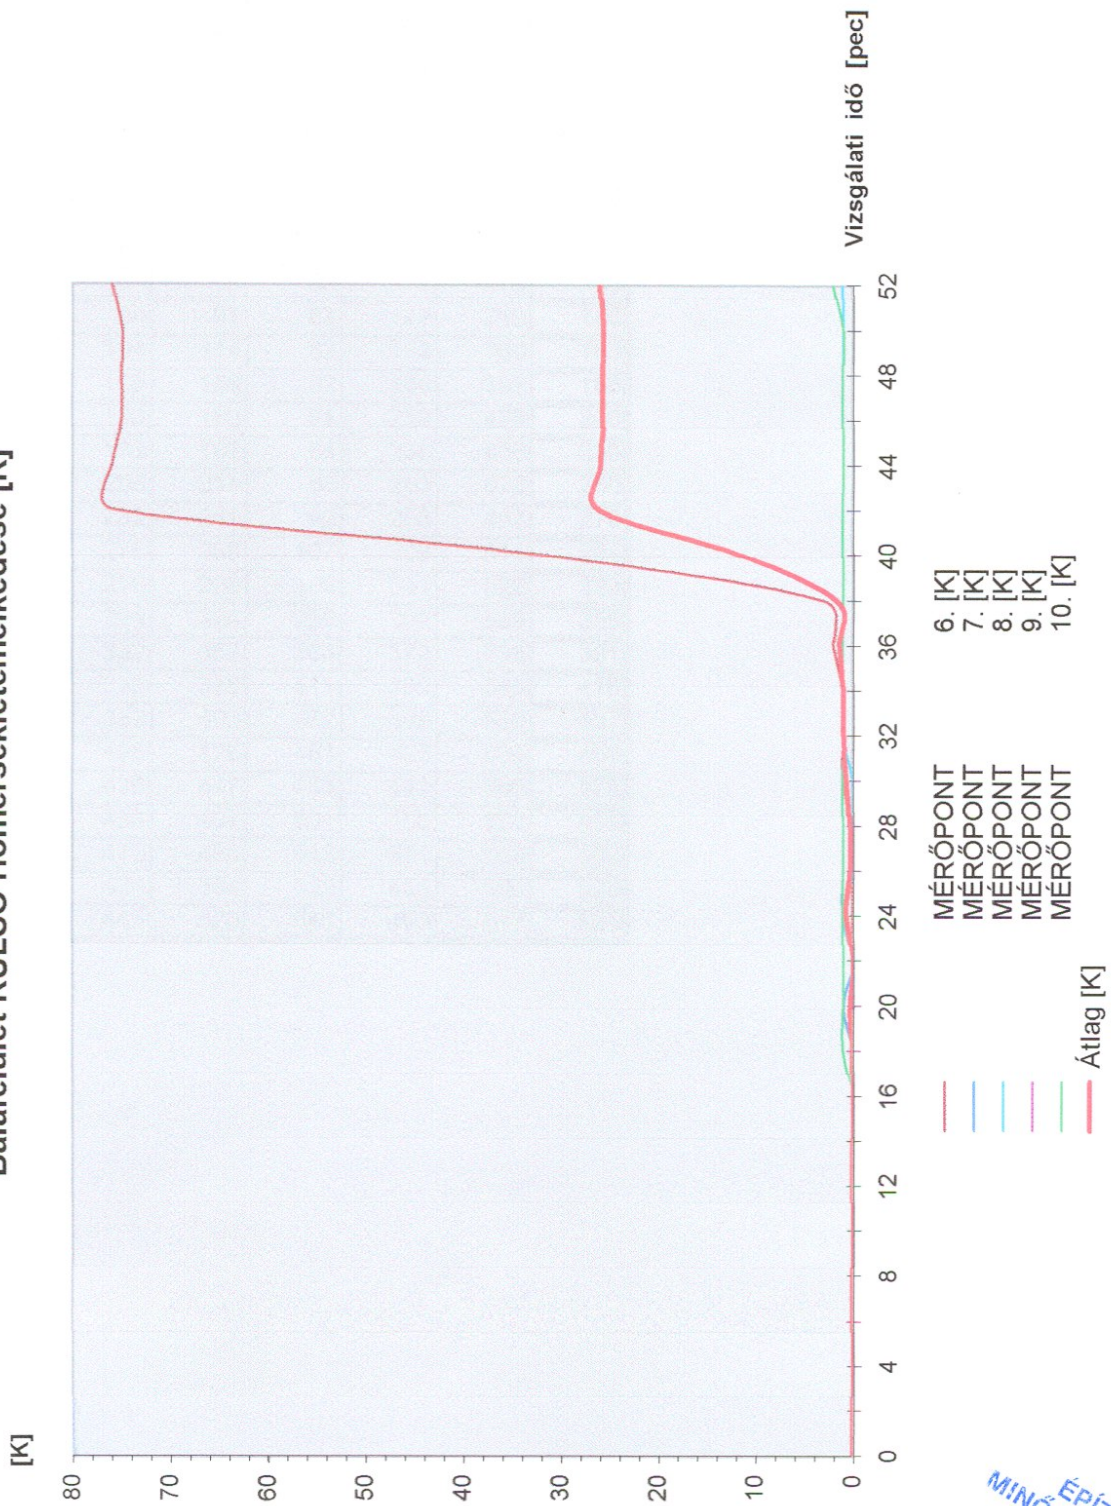 [K]
80
70
60
50
40
30
20
10
0
0 4 8 12 16 20 24 28 32 36 40 44 48 52
Vizsgálati idő [pec]
MÉRŐPONT 6. [K]
MÉRŐPONT 7. [K]
MÉRŐPONT 8. [K]
MÉRŐPONT 9. [K]
MÉRŐPONT 10. [K]
Átlag [K]